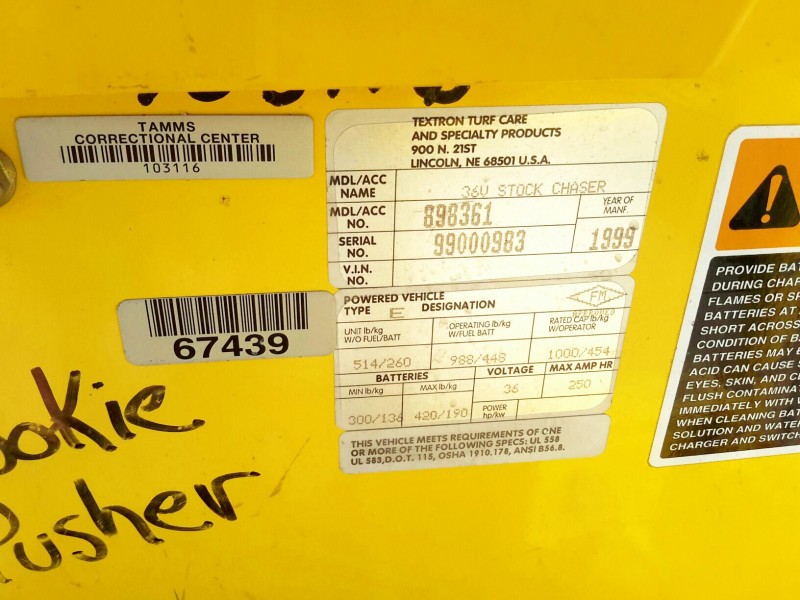 TAMMS
CORRECTIONAL CENTER
103116
67439
TEXTRON TURF CARE
AND SPECIALTY PRODUCTS
900 N. 21ST
LINCOLN, NE 68501 U.S.A.
MDL/ACC NAME 36V STOCK CHASER
MDL/ACC NO. 898361 YEAR OF MANF. 1999
SERIAL NO. 99000983
V.I.N. NO.
POWERED VEHICLE
TYPE E DESIGNATION
FM
APPROVED
UNIT lb/kg W/O FUEL/BATT OPERATING lb/kg W/FUEL BATT RATED CAP lb/kg W/OPERATOR
514/260 988/448 1000/454
BATTERIES VOLTAGE MAX AMP HR
MIN lb/kg MAX lb/kg 36 250
300/136 420/190 POWER hp/kw
THIS VEHICLE MEETS REQUIREMENTS OF ONE
OR MORE OF THE FOLLOWING SPECS: UL 558
UL 583,D.O.T. 115, OSHA 1910.178, ANSI B56.8.
ookie
Pusher
PROVIDE BAT
DURING CHAR
FLAMES OR SP
BATTERIES AT
SHORT ACROSS
CONDITION OF BA
BATTERIES MAY E
ACID CAN CAUSE S
EYES, SKIN, AND CL
FLUSH CONTAMINA
IMMEDIATELY WITH W
WHEN CLEANING BAT
SOLUTION AND WATER
CHARGER AND SWITCH